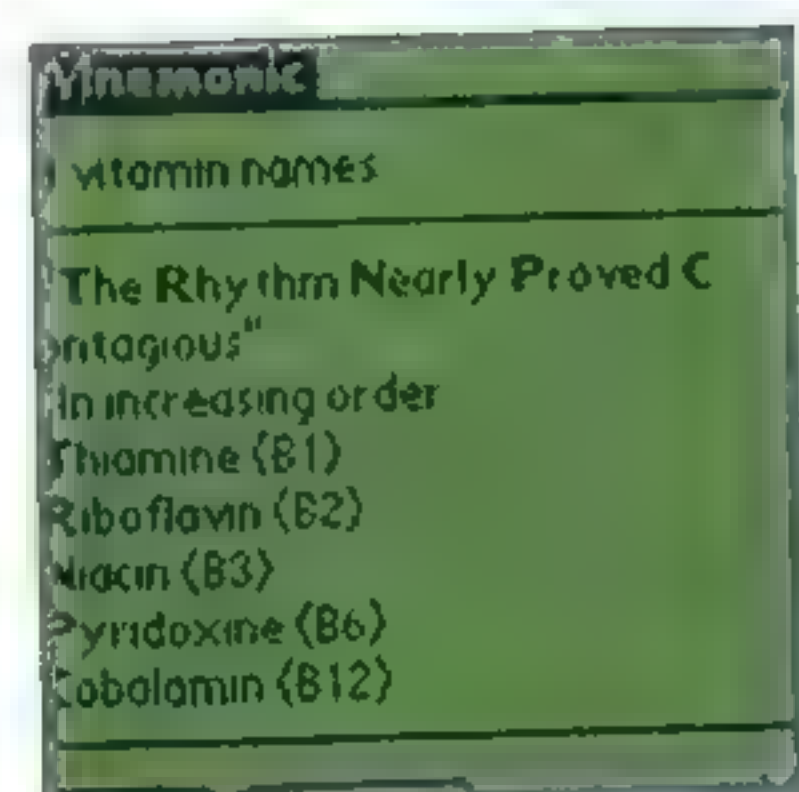 Mnemonic
vitamin names
"The Rhythm Nearly Proved C
ontagious"
In increasing order
Thiamine (B1)
Riboflavin (B2)
Niacin (B3)
Pyridoxine (B6)
Cobalamin (B12)